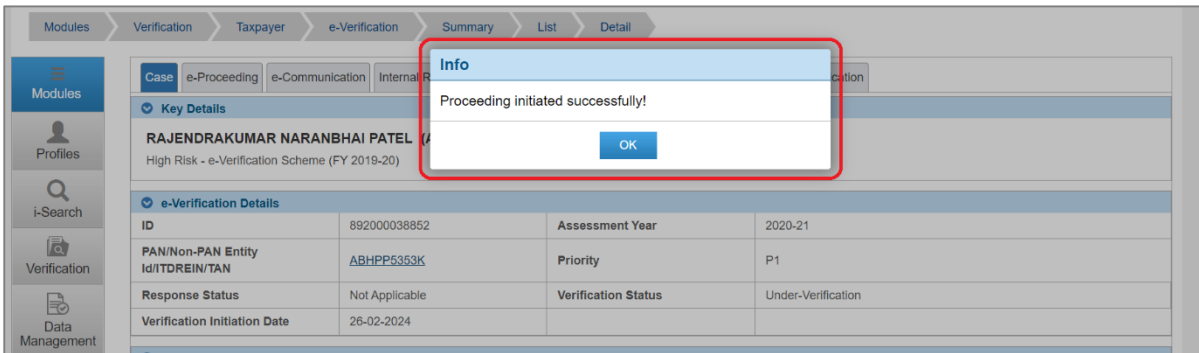 Modules Verification Taxpayer e-Verification Summary List Detail
Modules
Profiles
i-Search
Verification
Data
Management
Case e-Proceeding e-Communication Internal
Key Details
RAJENDRAKUMAR NARANBHAI PATEL
High Risk - e-Verification Scheme (FY 2019-20)
Info
Proceeding initiated successfully!
OK
e-Verification Details
ID 892000038852 Assessment Year 2020-21
PAN/Non-PAN Entity
Id/ITDREIN/TAN ABHPP5353K Priority P1
Response Status Not Applicable Verification Status Under-Verification
Verification Initiation Date 26-02-2024